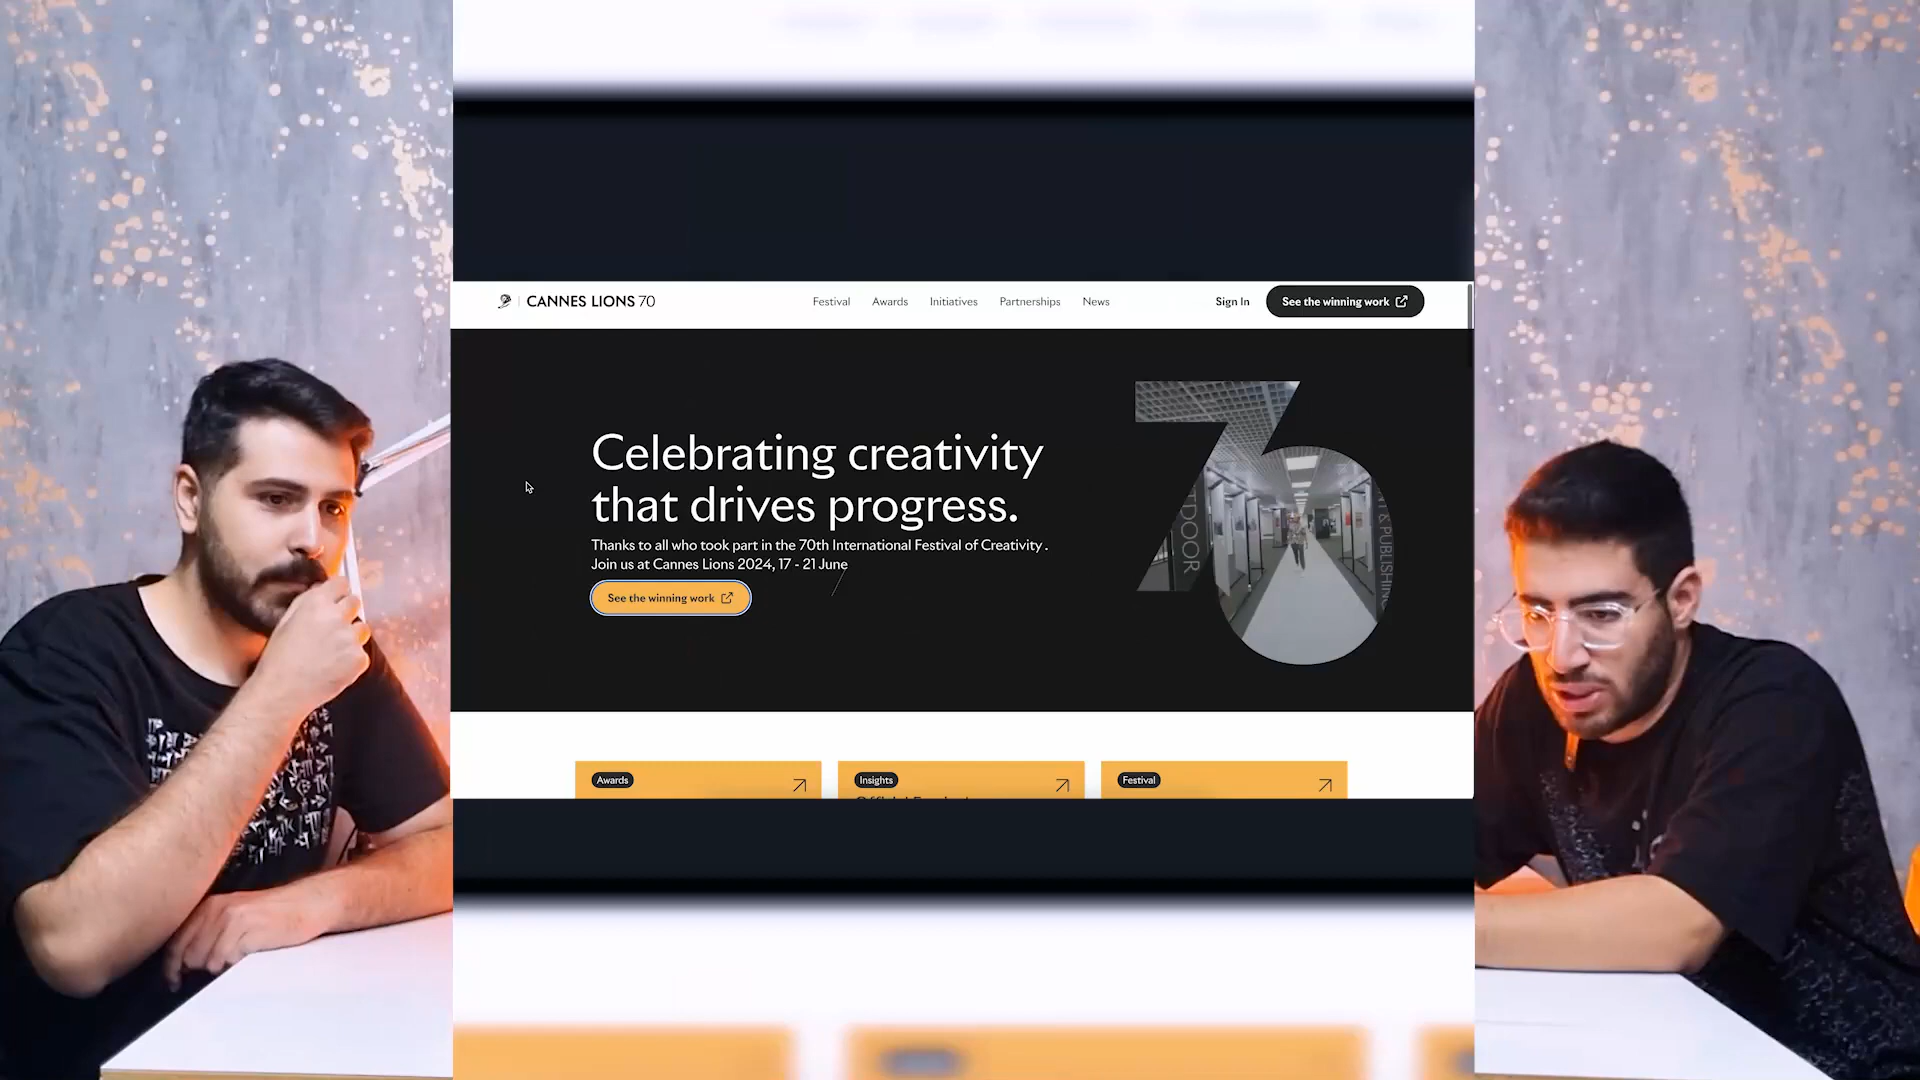 CANNES LIONS 70
Festival Awards Initiatives Partnerships News
Sign In
See the winning work
Celebrating creativity
that drives progress.
Thanks to all who took part in the 70th International Festival of Creativity.
Join us at Cannes Lions 2024, 17 - 21 June
See the winning work
70
TDOOR
& PUBLISHING
Awards
Insights
Festival